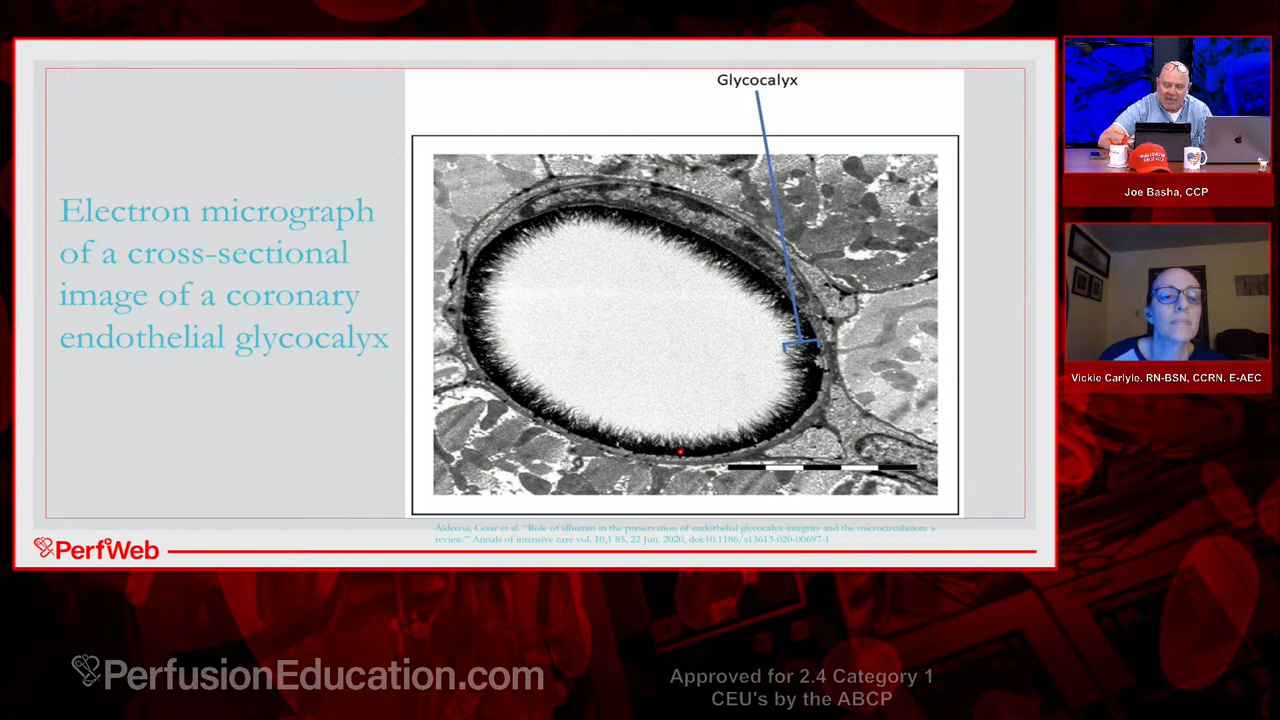 Glycocalyx
Electron micrograph
of a cross-sectional
image of a coronary
endothelial glycocalyx
Aldecoa, Cesar et al. "Role of albumin in the preservation of endothelial glycocalyx integrity and the microcirculation: a
review." Annals of intensive care vol. 10,1 85. 22 Jun. 2020, doi:10.1186/s13613-020-00697-1
PerfWeb
Joe Basha, CCP
Vickie Carlyle, RN-BSN, CCRN, E-AEC
PerfusionEducation.com
Approved for 2.4 Category 1
CEU's by the ABCP